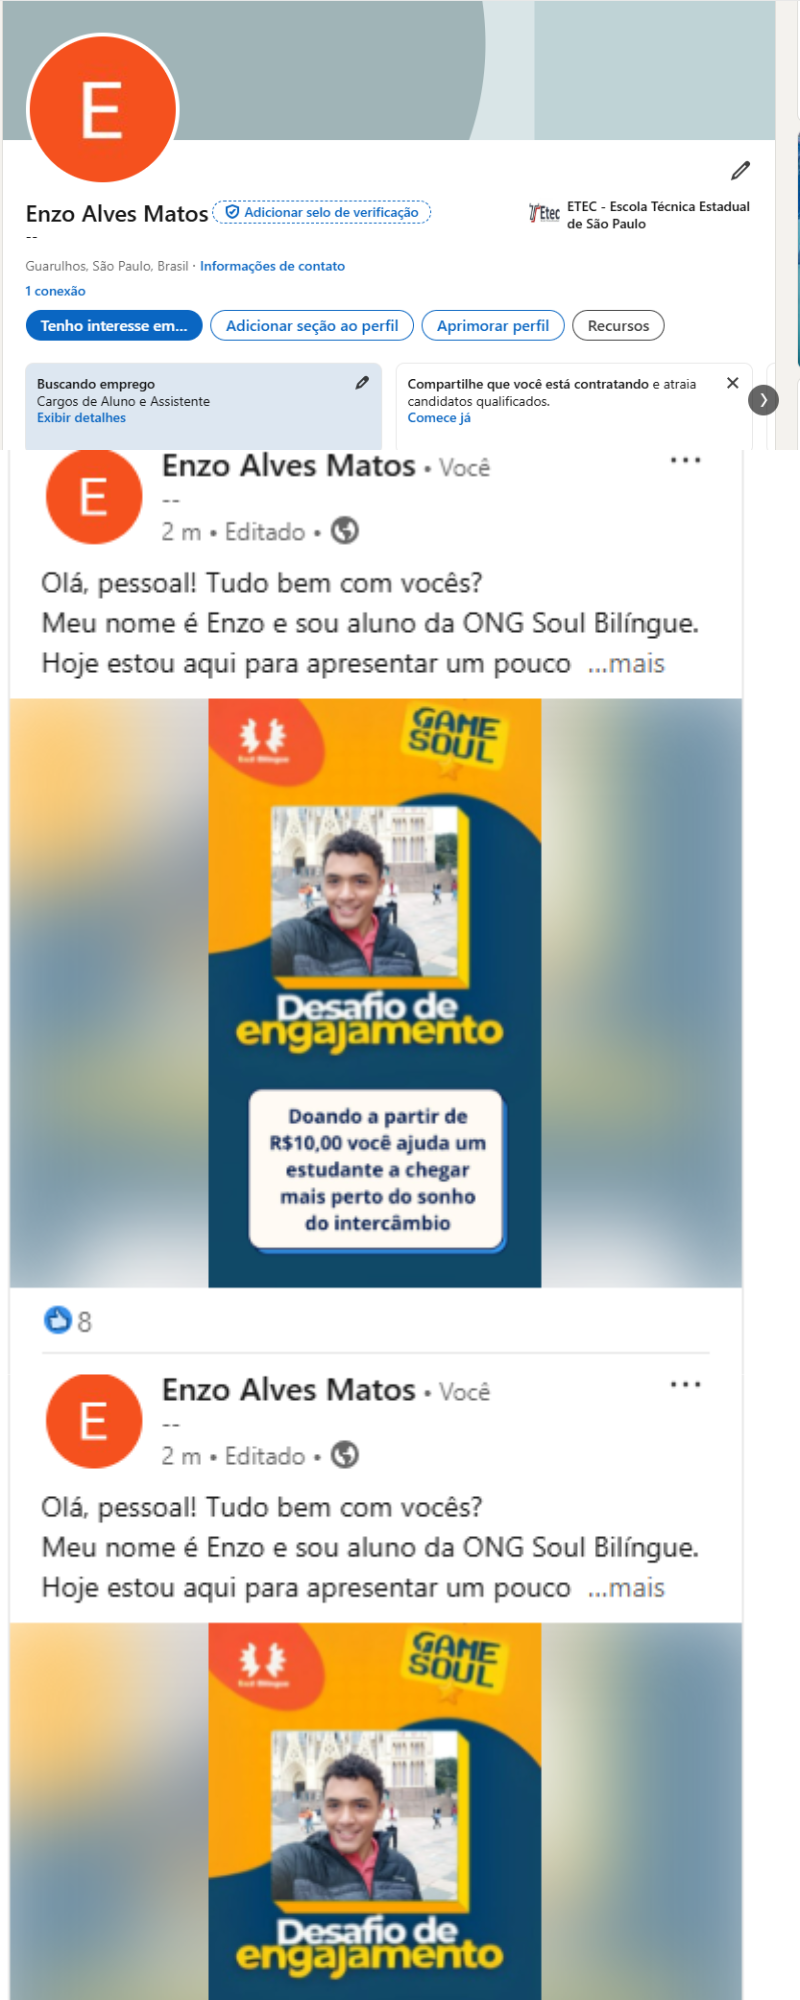 E
Enzo Alves Matos
Adicionar selo de verificação
--
Etec
ETEC - Escola Técnica Estadual
de São Paulo
Guarulhos, São Paulo, Brasil · Informações de contato
1 conexão
Tenho interesse em...
Adicionar seção ao perfil
Aprimorar perfil
Recursos
Buscando emprego
Cargos de Aluno e Assistente
Exibir detalhes
Compartilhe que você está contratando e atraia
candidatos qualificados.
Comece já
E
Enzo Alves Matos • Você
--
2 m • Editado •
Olá, pessoal! Tudo bem com vocês?
Meu nome é Enzo e sou aluno da ONG Soul Bilíngue.
Hoje estou aqui para apresentar um pouco ...mais
Soul Bilíngue
GAME
SOUL
Desafio de
engajamento
Doando a partir de
R$10,00 você ajuda um
estudante a chegar
mais perto do sonho
do intercâmbio
8
E
Enzo Alves Matos • Você
--
2 m • Editado •
Olá, pessoal! Tudo bem com vocês?
Meu nome é Enzo e sou aluno da ONG Soul Bilíngue.
Hoje estou aqui para apresentar um pouco ...mais
Soul Bilíngue
GAME
SOUL
Desafio de
engajamento